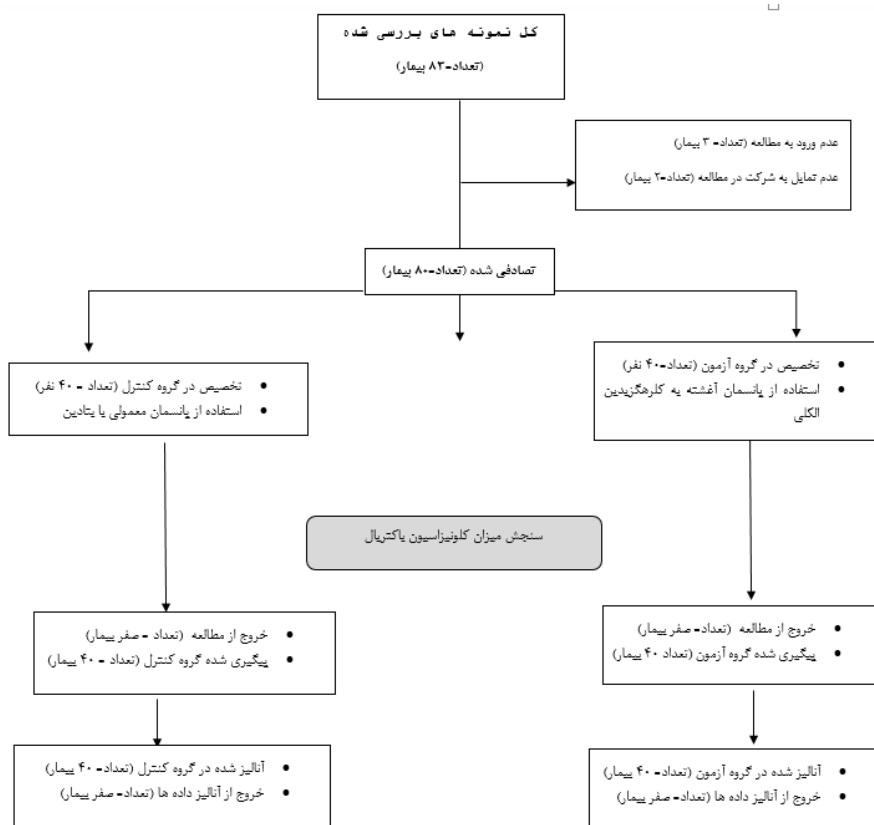 کل نمونه های بررسی شده
(تعداد-۸۳ بیمار)
عدم ورود به مطالعه (تعداد- ۳ بیمار)
عدم تمایل به شرکت در مطالعه (تعداد-۲ بیمار)
تصادفی شده (تعداد-۸۰ بیمار)
• تخصیص در گروه آزمون (تعداد-۴۰ نفر)
• استفاده از پانسمان آغشته به کلرهگزیدین
الکلی
• تخصیص در گروه کنترل (تعداد - ۴۰ نفر)
• استفاده از پانسمان معمولی با بتادین
سنجش میزان کلونیزاسیون باکتریال
• خروج از مطالعه (تعداد- صفر بیمار)
• پیگیری شده گروه آزمون (تعداد ۴۰ بیمار)
• خروج از مطالعه (تعداد - صفر بیمار)
• پیگیری شده گروه کنترل (تعداد - ۴۰ بیمار)
• آنالیز شده در گروه آزمون (تعداد- ۴۰ بیمار)
• خروج از آنالیز داده ها (تعداد- صفر بیمار)
• آنالیز شده در گروه کنترل (تعداد- ۴۰ بیمار)
• خروج از آنالیز داده ها (تعداد- صفر بیمار)